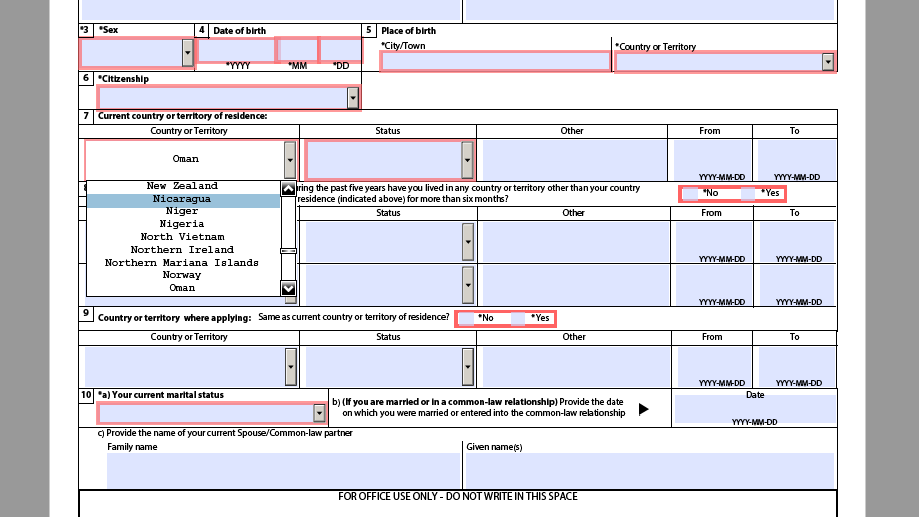 *3 *Sex
4 Date of birth
*YYYY *MM *DD
5 Place of birth
*City/Town
*Country or Territory
6 *Citizenship
7 Current country or territory of residence:
Country or Territory Status Other From To
Oman
YYYY-MM-DD YYYY-MM-DD
New Zealand
Nicaragua
Niger
Nigeria
North Vietnam
Northern Ireland
Northern Mariana Islands
Norway
Oman
ring the past five years have you lived in any country or territory other than your country
residence (indicated above) for more than six months?
*No *Yes
Status Other From To
YYYY-MM-DD YYYY-MM-DD
YYYY-MM-DD YYYY-MM-DD
9 Country or territory where applying: Same as current country or territory of residence? *No *Yes
Country or Territory Status Other From To
YYYY-MM-DD YYYY-MM-DD
10 *a) Your current marital status
b) (If you are married or in a common-law relationship) Provide the date
on which you were married or entered into the common-law relationship
Date
YYYY-MM-DD
c) Provide the name of your current Spouse/Common-law partner
Family name Given name(s)
FOR OFFICE USE ONLY - DO NOT WRITE IN THIS SPACE